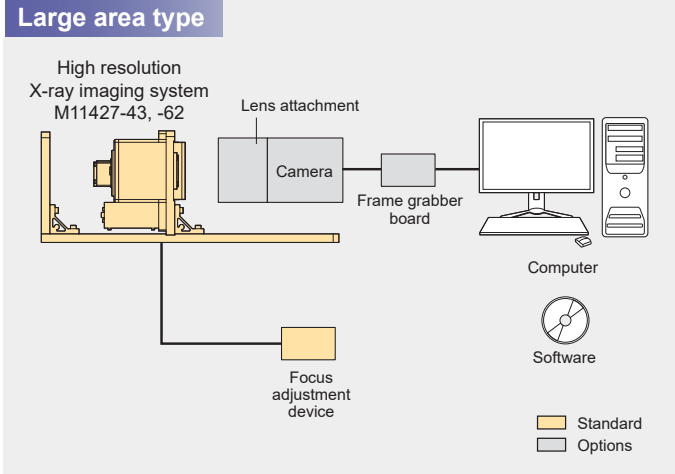 Large area type
High resolution
X-ray imaging system
M11427-43, -62
Lens attachment
Camera
Frame grabber
board
Computer
Software
Focus
adjustment
device
Standard
Options